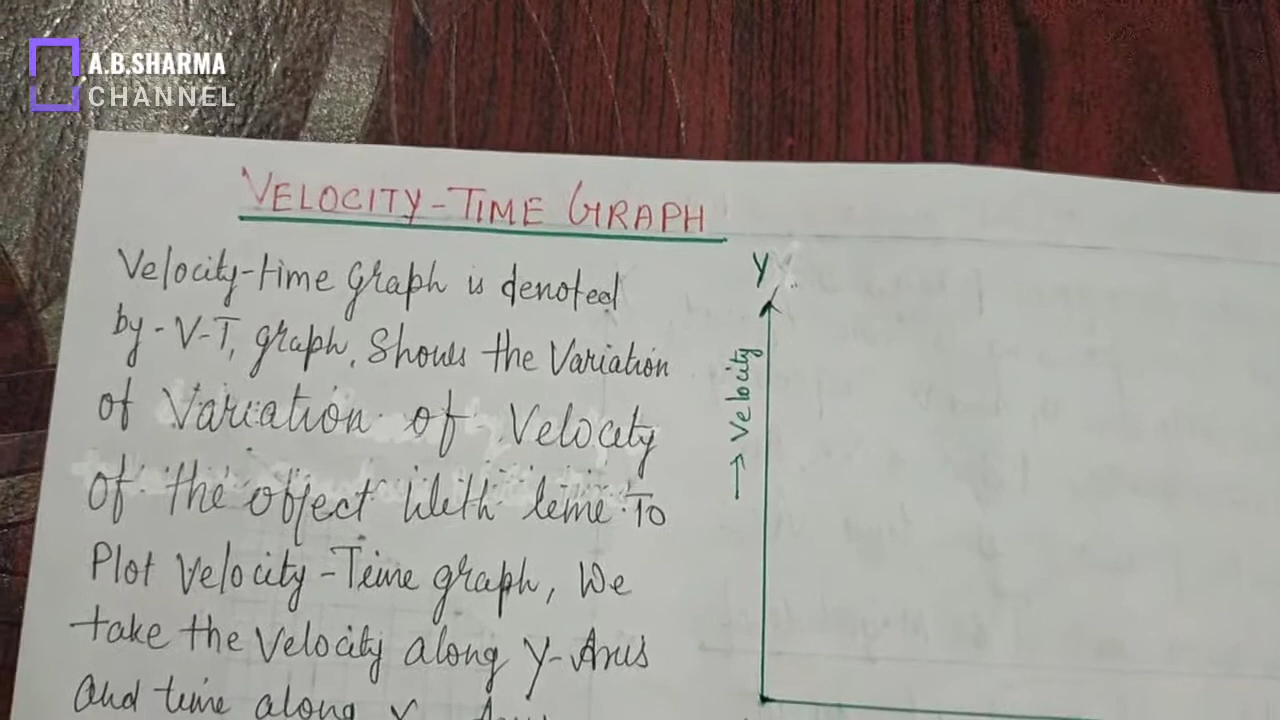 A.B.SHARMA
CHANNEL
VELOCITY-TIME GRAPH
Velocity-time graph is denoted
by- V-T, graph, Shows the Variation
of Variation of Velocity
of the object with time. To
Plot Velocity-Time graph, We
take the Velocity along Y-Axis
and time along X-Axis
Y
→ Velocity